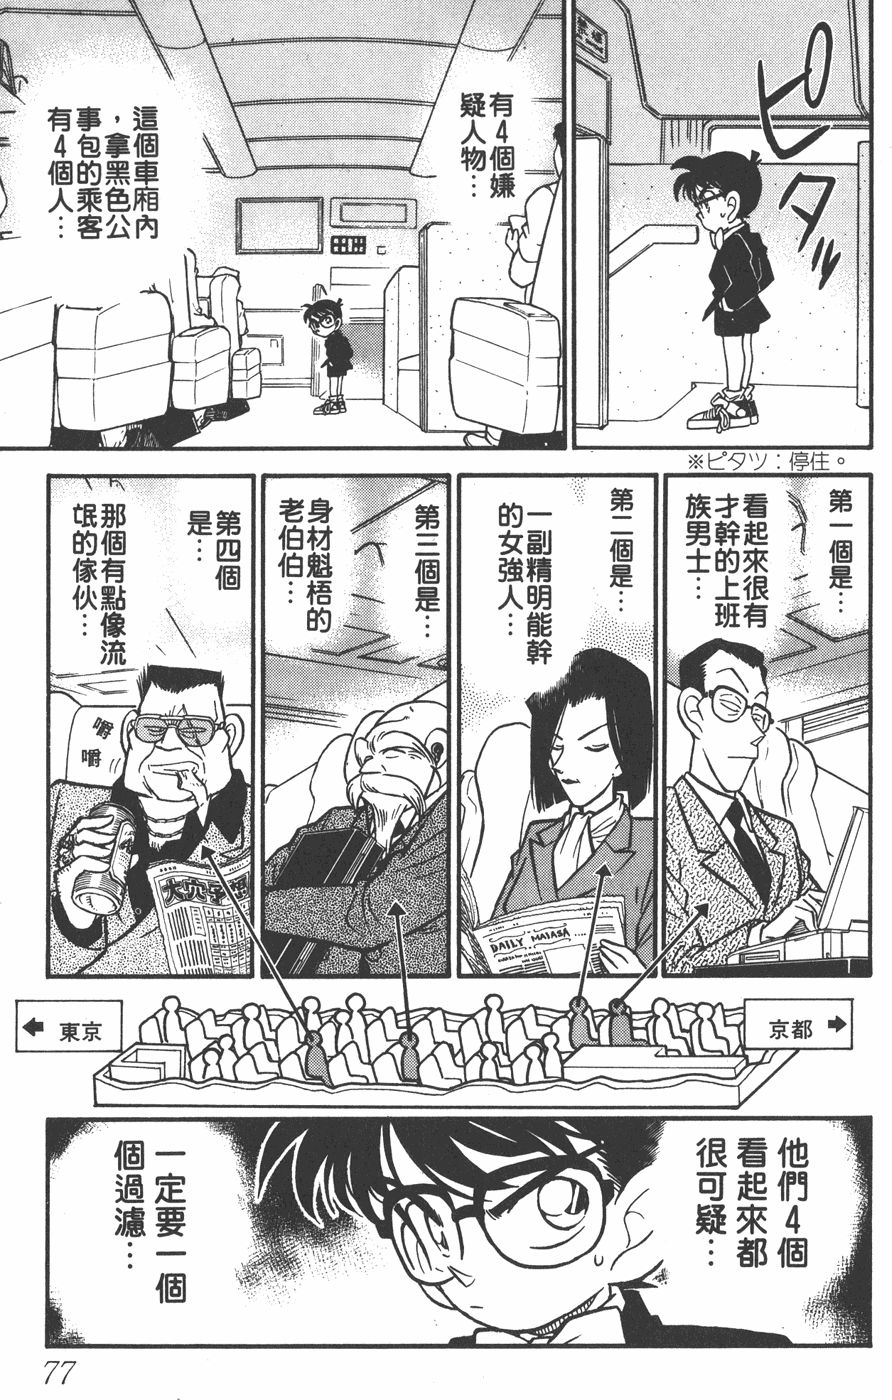 ピタッ
※ピタツ：停住。
有4個嫌
疑人物…
這個車廂內
，拿黑色公
事包的乘客
有4個人…
第一個是…
看起來很有
才幹的上班
族男士…
第二個是…
一副精明能幹
的女強人…
DAILY MAIASA
第三個是…
身材魁梧的
老伯伯…
第四個
是…
那個有點像流
氓的傢伙…
嚼
嚼
大穴予想
東京
京都
他們4個
看起來都
很可疑…
一定要一個
個過濾…
77